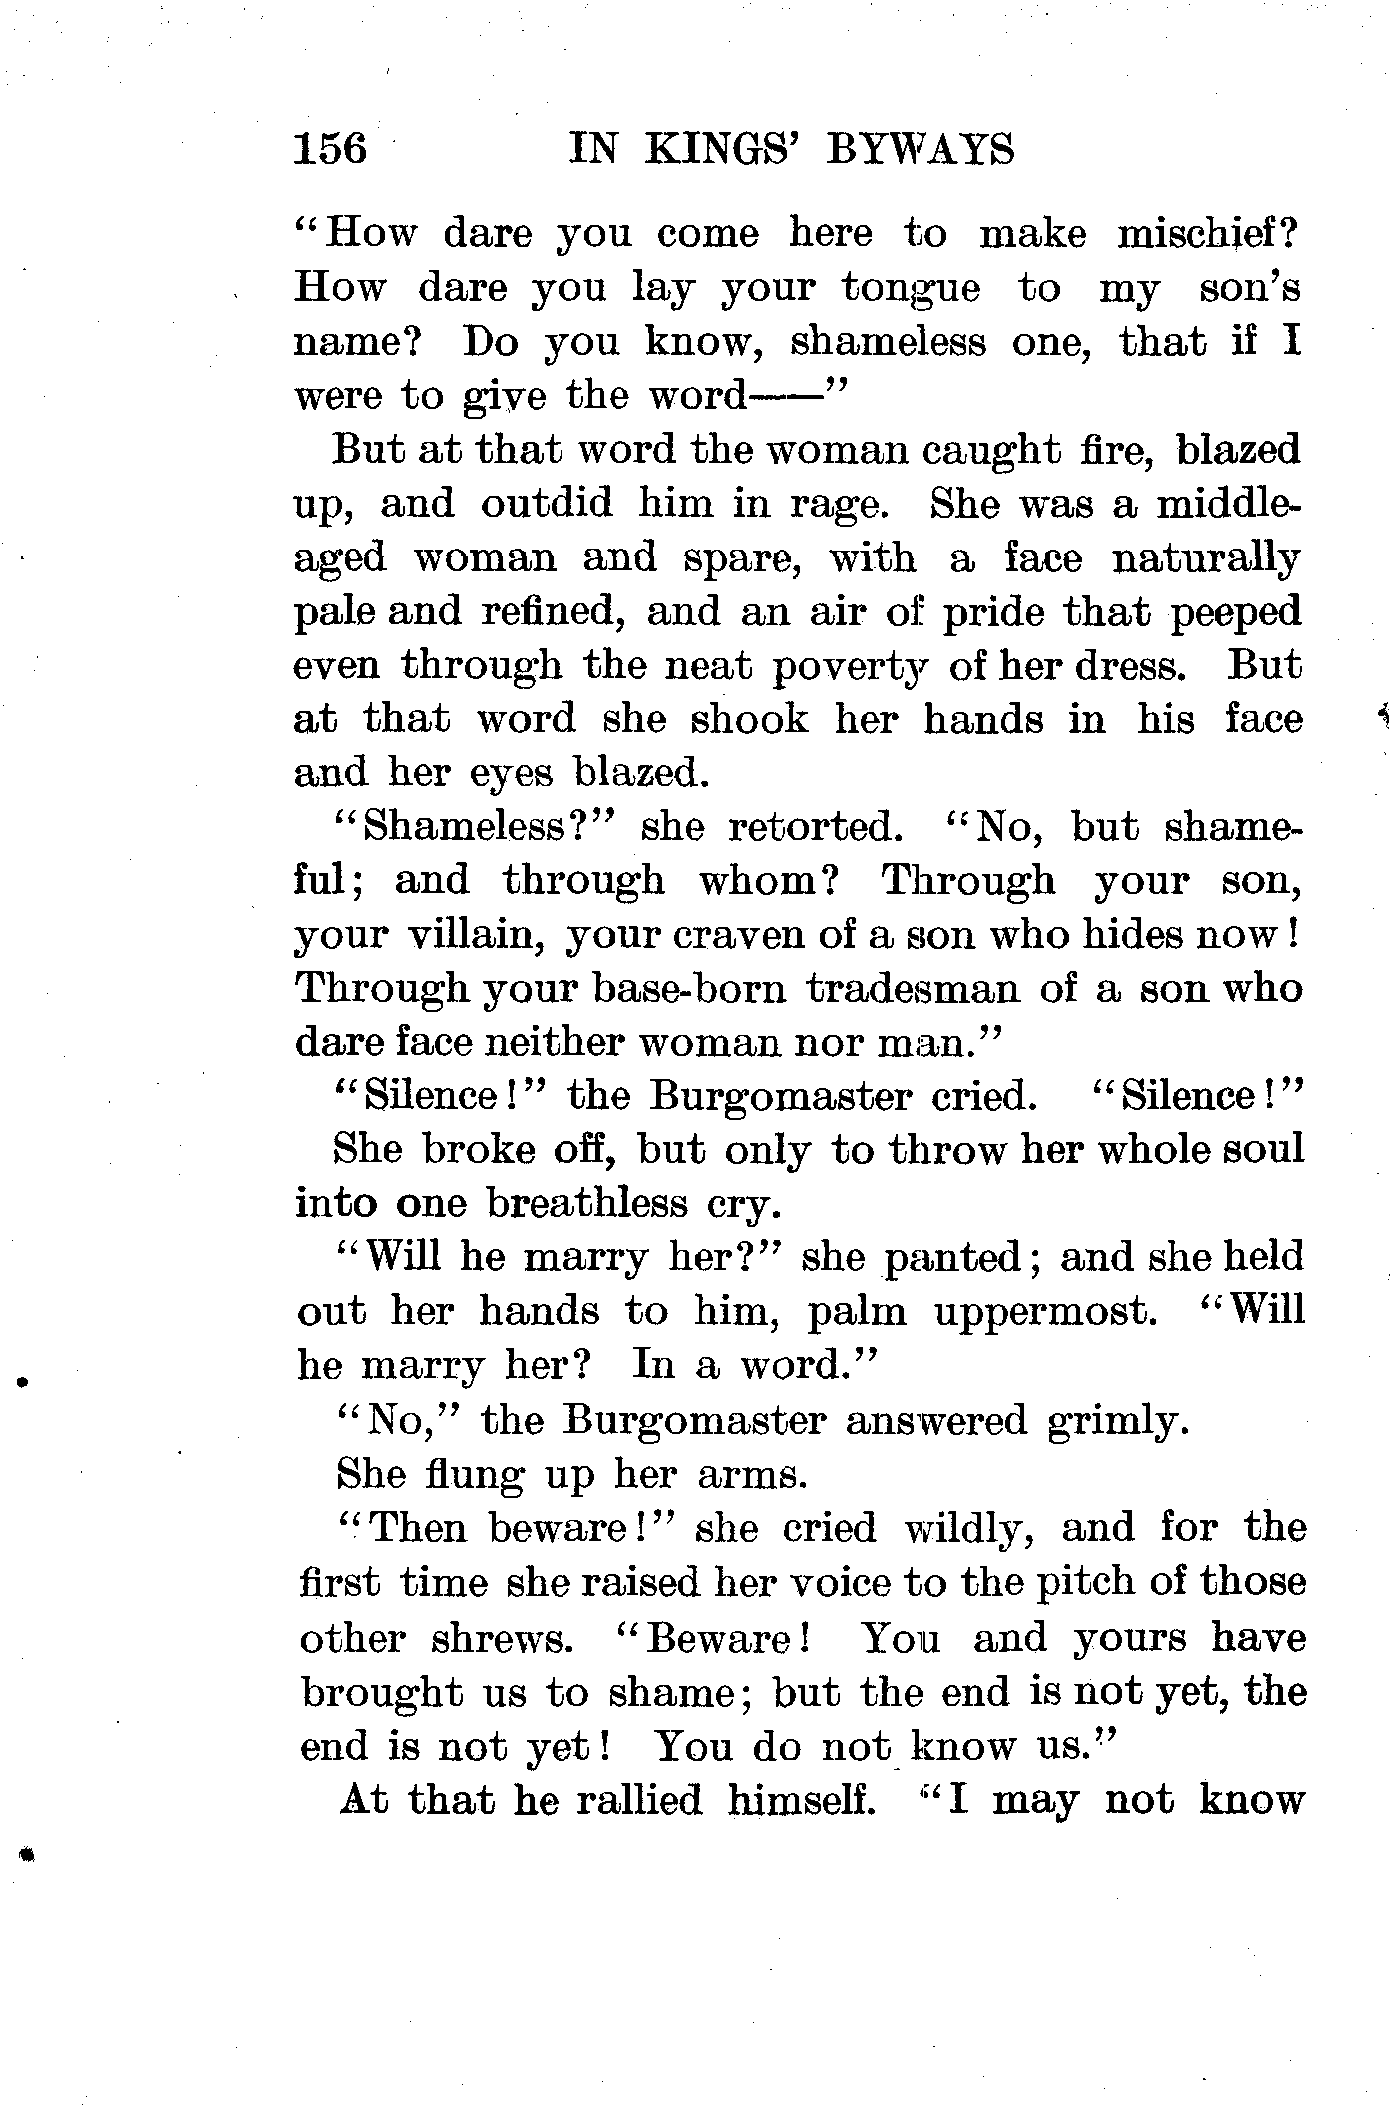 156 IN KINGS' BYWAYS
"How dare you come here to make mischief?
How dare you lay your tongue to my son's
name? Do you know, shameless one, that if I
were to give the word——"
But at that word the woman caught fire, blazed
up, and outdid him in rage. She was a middle-
aged woman and spare, with a face naturally
pale and refined, and an air of pride that peeped
even through the neat poverty of her dress. But
at that word she shook her hands in his face
and her eyes blazed.
"Shameless?" she retorted. "No, but shame-
ful; and through whom? Through your son,
your villain, your craven of a son who hides now!
Through your base-born tradesman of a son who
dare face neither woman nor man."
"Silence!" the Burgomaster cried. "Silence!"
She broke off, but only to throw her whole soul
into one breathless cry.
"Will he marry her?" she panted; and she held
out her hands to him, palm uppermost. "Will
he marry her? In a word."
"No," the Burgomaster answered grimly.
She flung up her arms.
"Then beware!" she cried wildly, and for the
first time she raised her voice to the pitch of those
other shrews. "Beware! You and yours have
brought us to shame; but the end is not yet, the
end is not yet! You do not know us."
At that he rallied himself. "I may not know